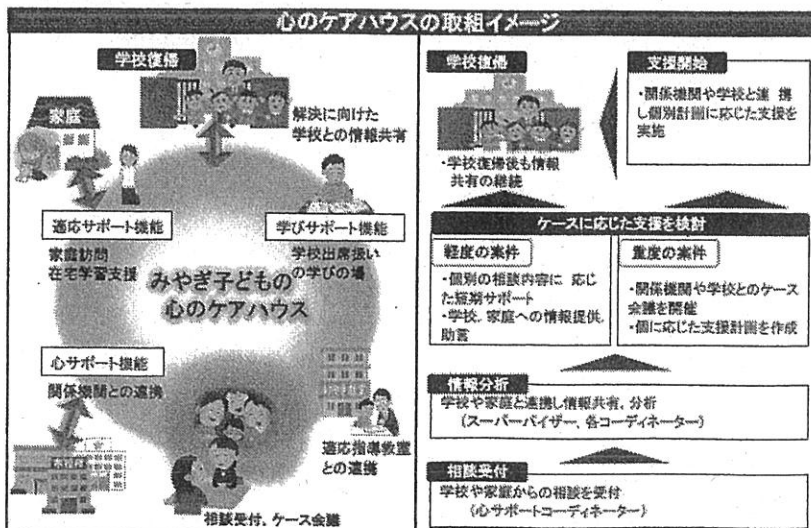 心のケアハウスの取組イメージ
学校復帰
家庭
解決に向けた
学校との情報共有
適応サポート機能
家庭訪問
在宅学習支援
学びサポート機能
学校出席扱い
の学びの場
みやぎ子どもの
心のケアハウス
心サポート機能
関係機関との連携
適応指導教室
との連携
相談受付、ケース会議
学校復帰
・学校復帰後も情報
共有の継続
支援開始
・関係機関や学校と連 携
し個別計画に応じた支援を
実施
ケースに応じた支援を検討
軽度の案件
・個別の相談内容に 応じ
た短期サポート
・学校、家庭への情報提供、
助言
重度の案件
・関係機関や学校とのケース
会議を開催
・個に応じた支援計画を作成
情報分析
学校や家庭と連携し情報共有、分析
(スーパーバイザー、各コーディネーター)
相談受付
学校や家庭からの相談を受付
(心サポートコーディネーター)